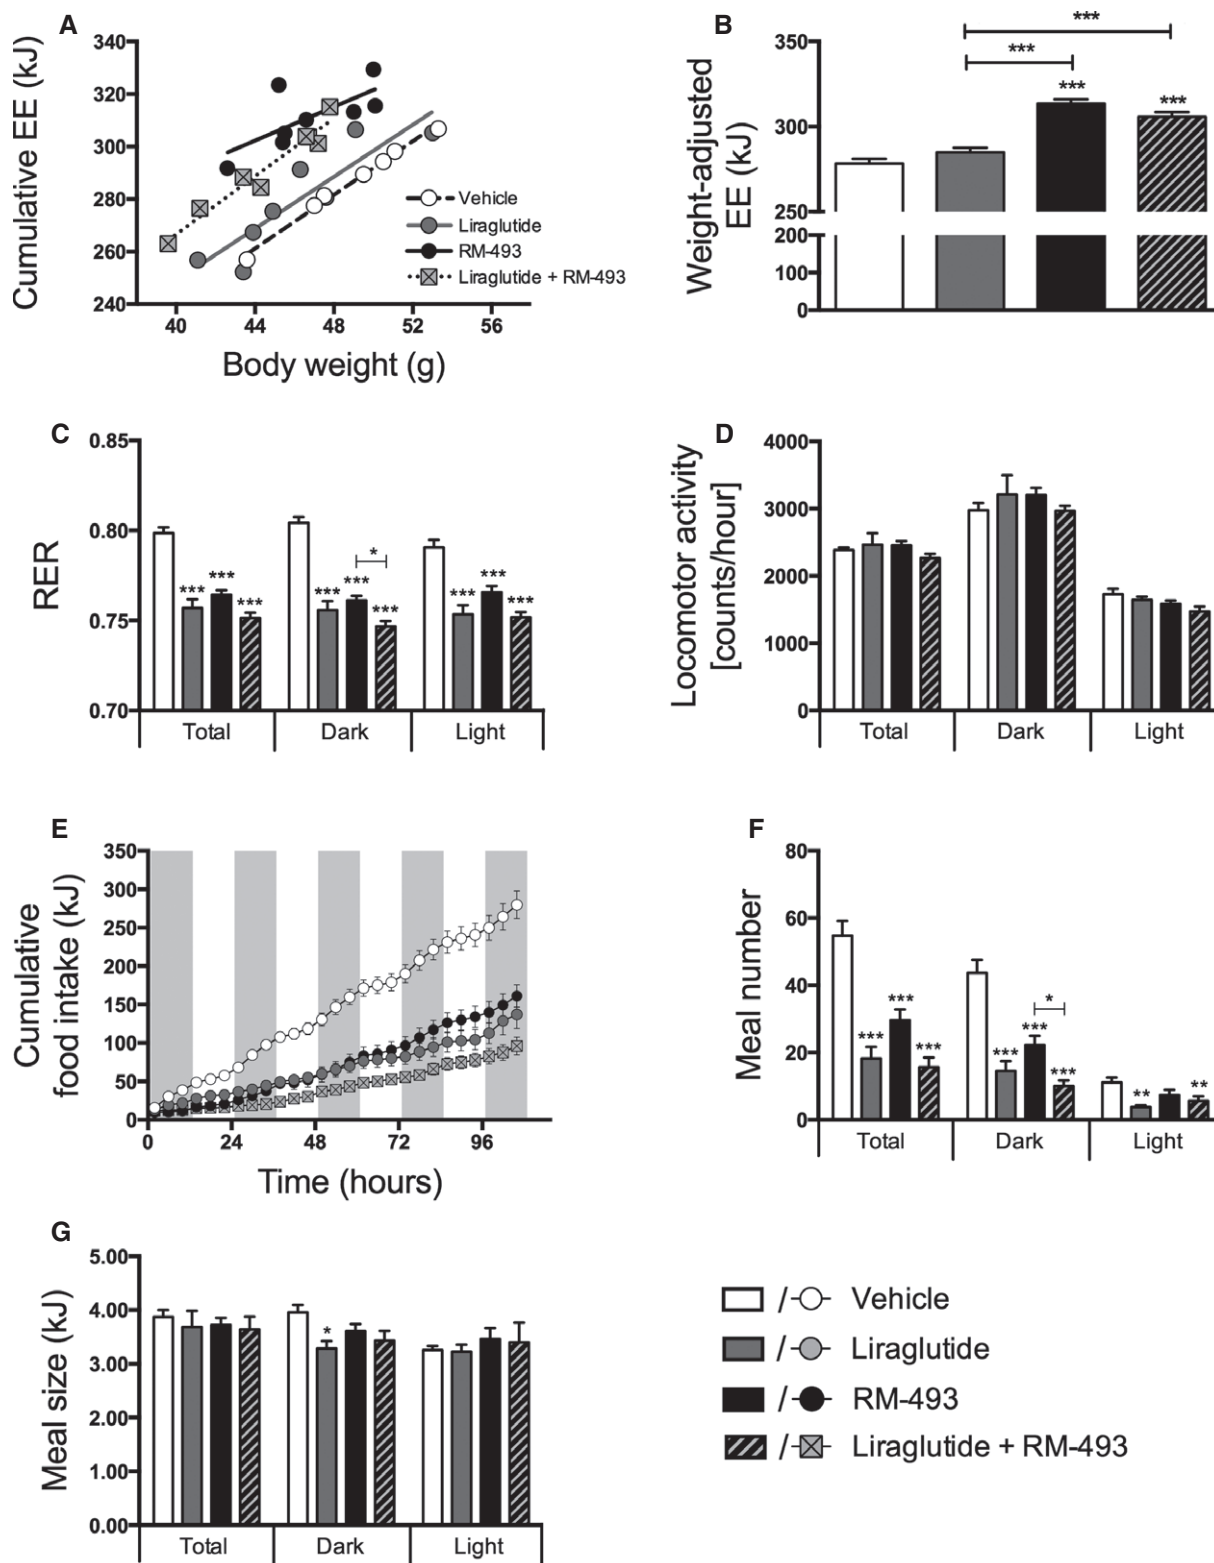 A
Cumulative EE (kJ)
340
320
300
280
260
240
40 44 48 52 56
Body weight (g)
Vehicle
Liraglutide
RM-493
Liraglutide + RM-493
B
Weight-adjusted
EE (kJ)
350
300
250
200
100
0
***
***
***
***
C
RER
0.85
0.80
0.75
0.70
*** *** ***
*** *** *** *
*** *** ***
Total Dark Light
D
Locomotor activity
[counts/hour]
4000
3000
2000
1000
0
Total Dark Light
E
Cumulative
food intake (kJ)
350
300
250
200
150
100
50
0
0 24 48 72 96
Time (hours)
F
Meal number
80
60
40
20
0
*** *** ***
*** *** *** *
** **
Total Dark Light
G
Meal size (kJ)
5.00
4.00
3.00
2.00
1.00
0.00
*
Total Dark Light
/ Vehicle
/ Liraglutide
/ RM-493
/ Liraglutide + RM-493